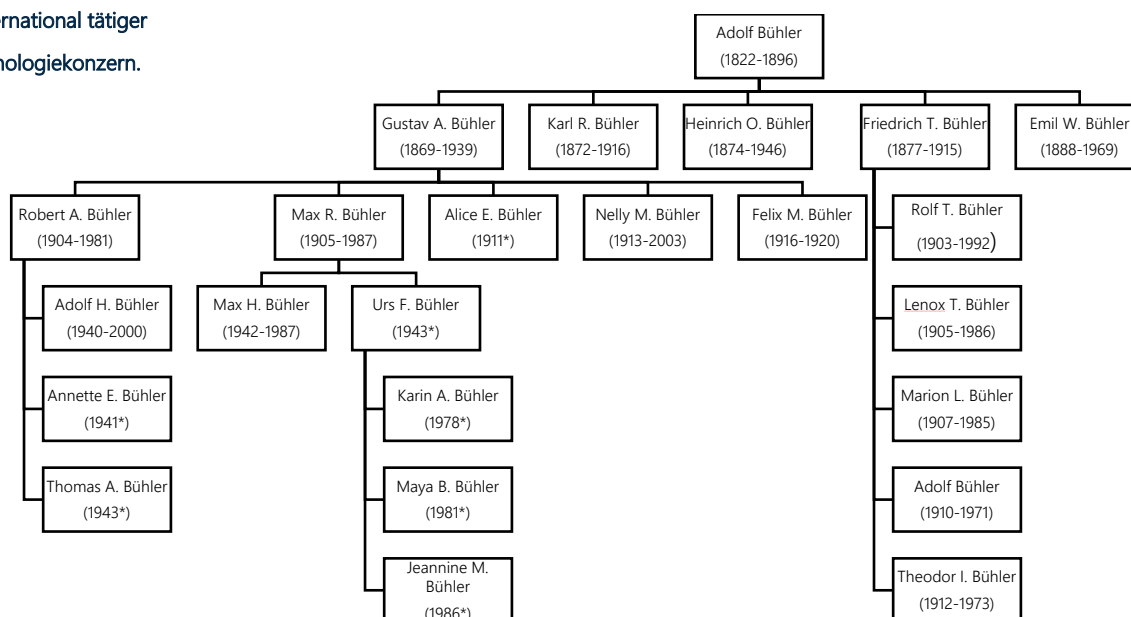 ernational tätiger
nologiekonzern.
Adolf Bühler
(1822-1896)
Gustav A. Bühler
(1869-1939)
Karl R. Bühler
(1872-1916)
Heinrich O. Bühler
(1874-1946)
Friedrich T. Bühler
(1877-1915)
Emil W. Bühler
(1888-1969)
Robert A. Bühler
(1904-1981)
Max R. Bühler
(1905-1987)
Alice E. Bühler
(1911*)
Nelly M. Bühler
(1913-2003)
Felix M. Bühler
(1916-1920)
Rolf T. Bühler
(1903-1992)
Adolf H. Bühler
(1940-2000)
Max H. Bühler
(1942-1987)
Urs F. Bühler
(1943*)
Lenox T. Bühler
(1905-1986)
Annette E. Bühler
(1941*)
Karin A. Bühler
(1978*)
Marion L. Bühler
(1907-1985)
Thomas A. Bühler
(1943*)
Maya B. Bühler
(1981*)
Adolf Bühler
(1910-1971)
Jeannine M.
Bühler
(1986*)
Theodor I. Bühler
(1912-1973)